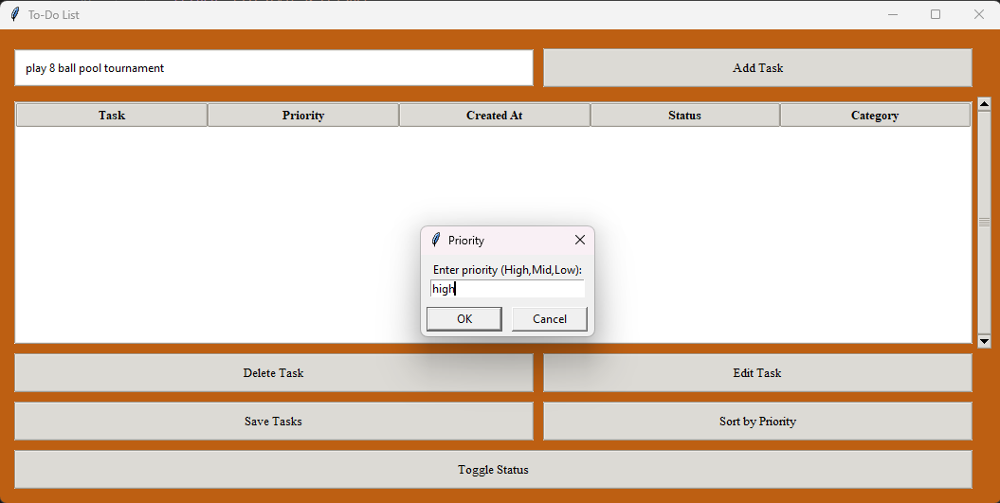 To-Do List
play 8 ball pool tournament
Add Task
Task Priority Created At Status Category
Priority
Enter priority (High,Mid,Low):
high
OK Cancel
Delete Task Edit Task
Save Tasks Sort by Priority
Toggle Status